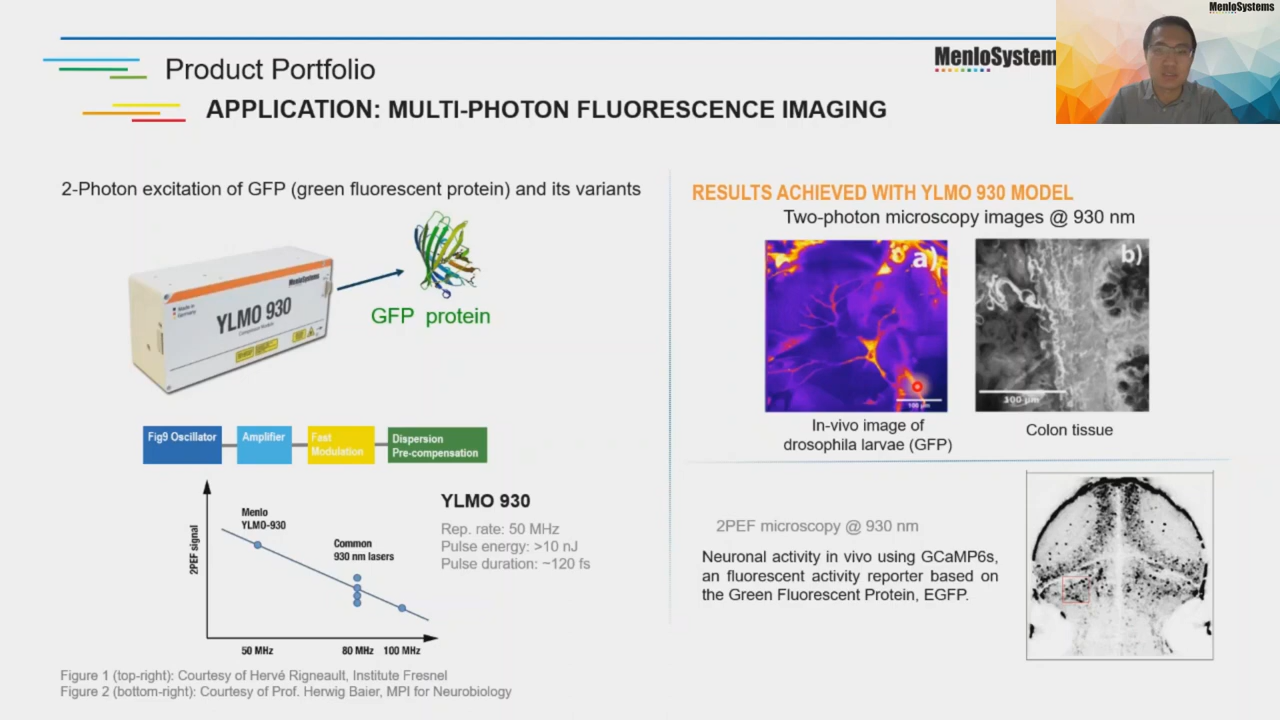 MenloSystems
Product Portfolio
MenloSystem
APPLICATION: MULTI-PHOTON FLUORESCENCE IMAGING
2-Photon excitation of GFP (green fluorescent protein) and its variants
MenloSystems
Made in
Germany
YLMO 930
GFP protein
Fig9 Oscillator
Amplifier
Fast
Modulation
Dispersion
Pre-compensation
2PEF signal
Menlo
YLMO-930
Common
930 nm lasers
50 MHz
80 MHz
100 MHz
YLMO 930
Rep. rate: 50 MHz
Pulse energy: >10 nJ
Pulse duration: ~120 fs
Figure 1 (top-right): Courtesy of Hervé Rigneault, Institute Fresnel
Figure 2 (bottom-right): Courtesy of Prof. Herwig Baier, MPI for Neurobiology
RESULTS ACHIEVED WITH YLMO 930 MODEL
Two-photon microscopy images @ 930 nm
a)
100 µm
b)
100 µm
In-vivo image of
drosophila larvae (GFP)
Colon tissue
2PEF microscopy @ 930 nm
Neuronal activity in vivo using GCaMP6s,
an fluorescent activity reporter based on
the Green Fluorescent Protein, EGFP.